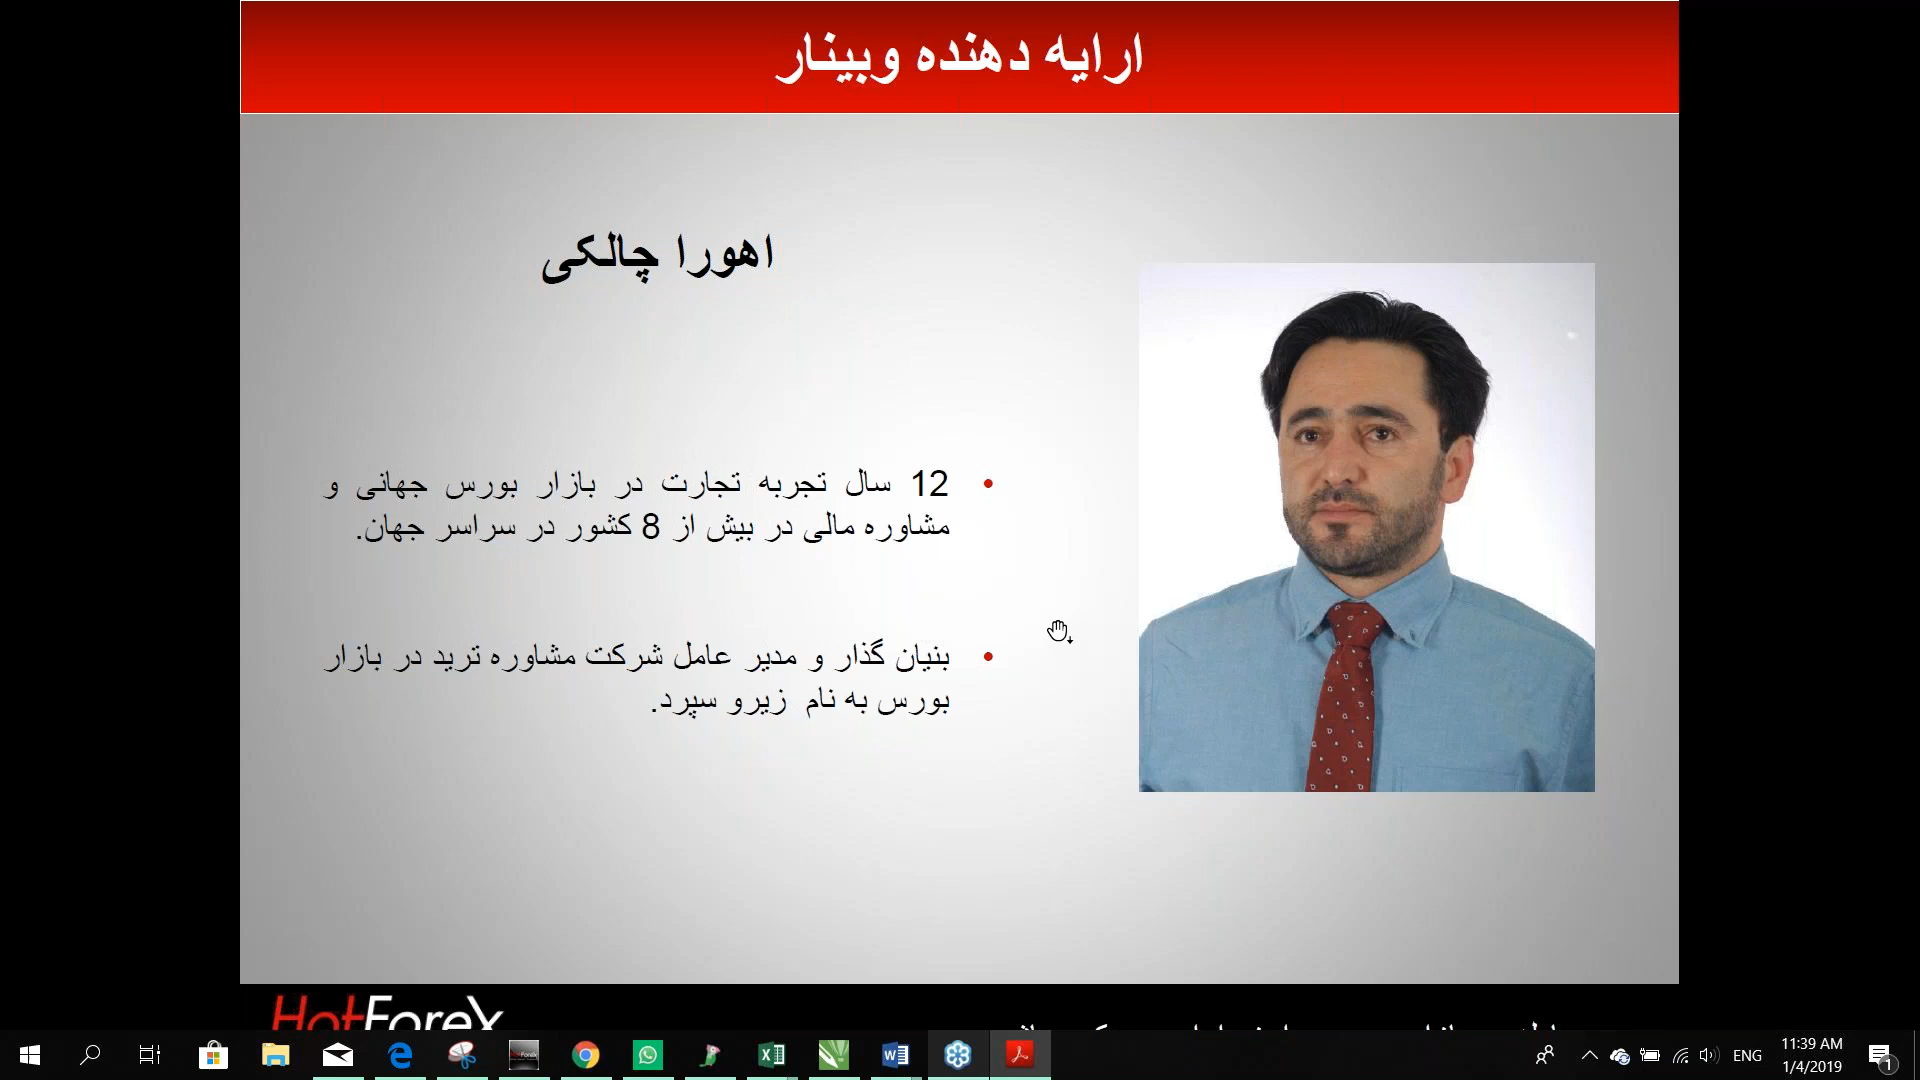 ارایه دهنده وبینار
اهورا چالکی
• 12 سال تجربه تجارت در بازار بورس جهانی و
مشاوره مالی در بیش از 8 کشور در سراسر جهان.
• بنیان گذار و مدیر عامل شرکت مشاوره ترید در بازار
بورس به نام زیرو سپرد.
HotForex
ENG
11:39 AM
1/4/2019
1